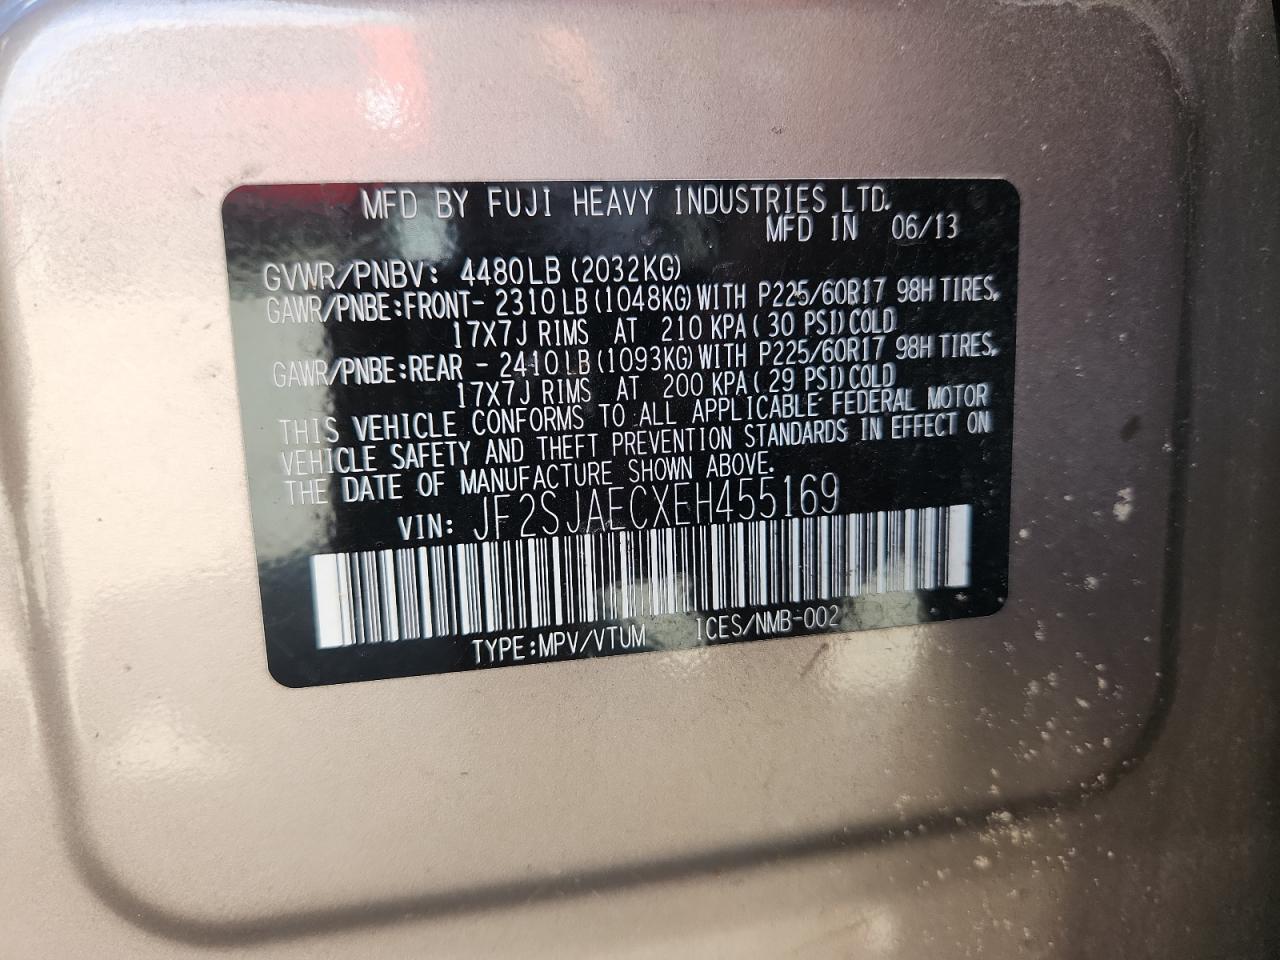 MFD BY FUJI HEAVY INDUSTRIES LTD.
MFD IN 06/13
GVWR/PNBV: 4480LB (2032KG)
GAWR/PNBE:FRONT- 2310LB(1048KG)WITH P225/60R17 98H TIRES,
17X7J RIMS AT 210 KPA( 30 PSI)COLD
GAWR/PNBE:REAR - 2410LB(1093KG)WITH P225/60R17 98H TIRES,
17X7J RIMS AT 200 KPA( 29 PSI)COLD
THIS VEHICLE CONFORMS TO ALL APPLICABLE FEDERAL MOTOR
VEHICLE SAFETY AND THEFT PREVENTION STANDARDS IN EFFECT ON
THE DATE OF MANUFACTURE SHOWN ABOVE.
VIN: JF2SJAECXEH455169
TYPE:MPV/VTUM ICES/NMB-002